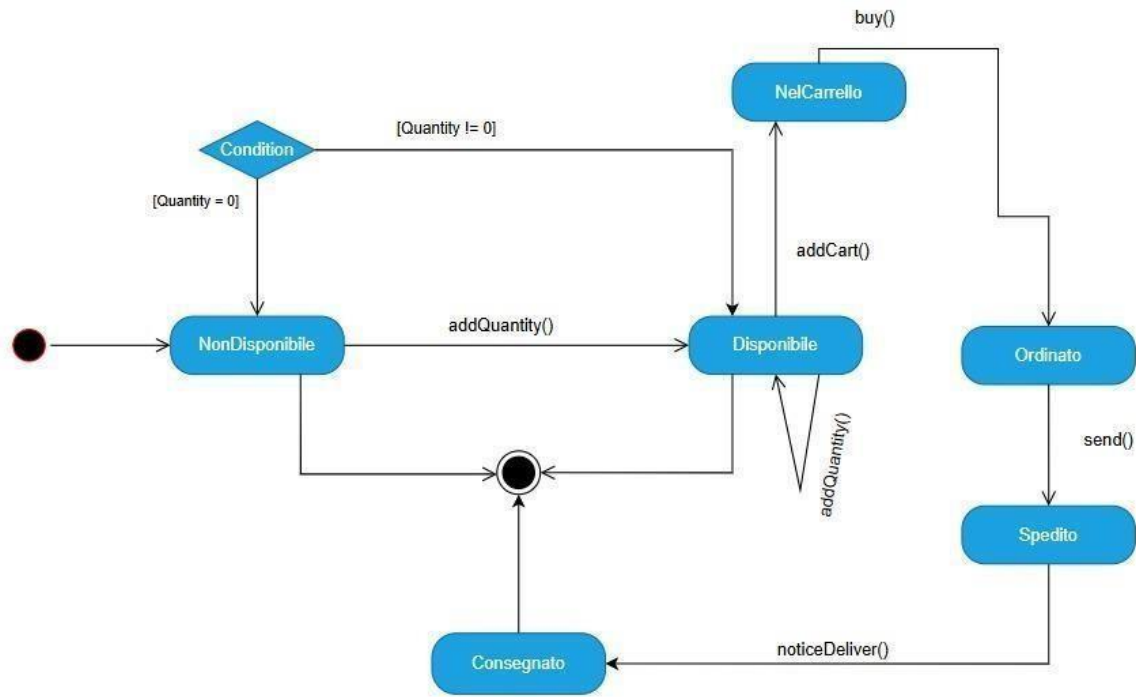 buy()
NelCarrello
[Quantity != 0]
Condition
[Quantity = 0]
addCart()
addQuantity()
NonDisponibile
Disponibile
Ordinato
addQuantity()
send()
Spedito
noticeDeliver()
Consegnato